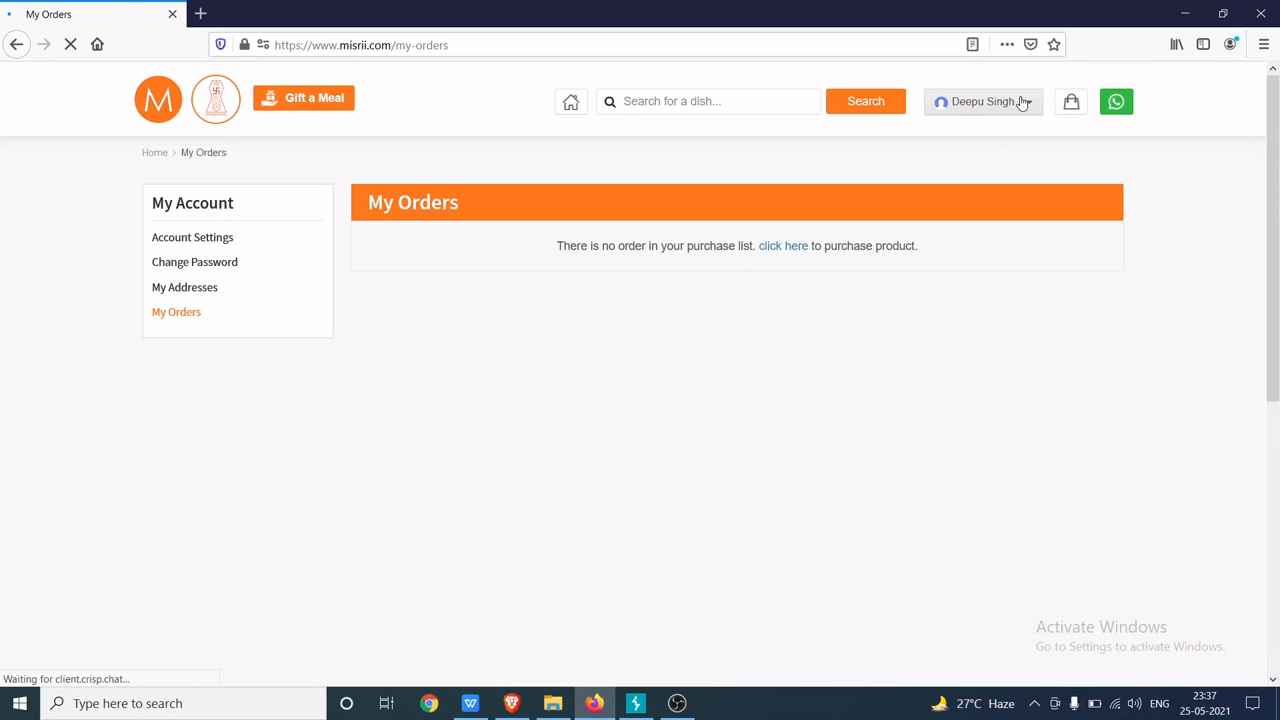 My Orders
https://www.misrii.com/my-orders
M
Gift a Meal
Search for a dish...
Search
Deepu Singh
Home > My Orders
My Account
Account Settings
Change Password
My Addresses
My Orders
My Orders
There is no order in your purchase list. click here to purchase product.
Activate Windows
Go to Settings to activate Windows.
Waiting for client.crisp.chat...
Type here to search
27°C Haze
ENG
23:37
25-05-2021